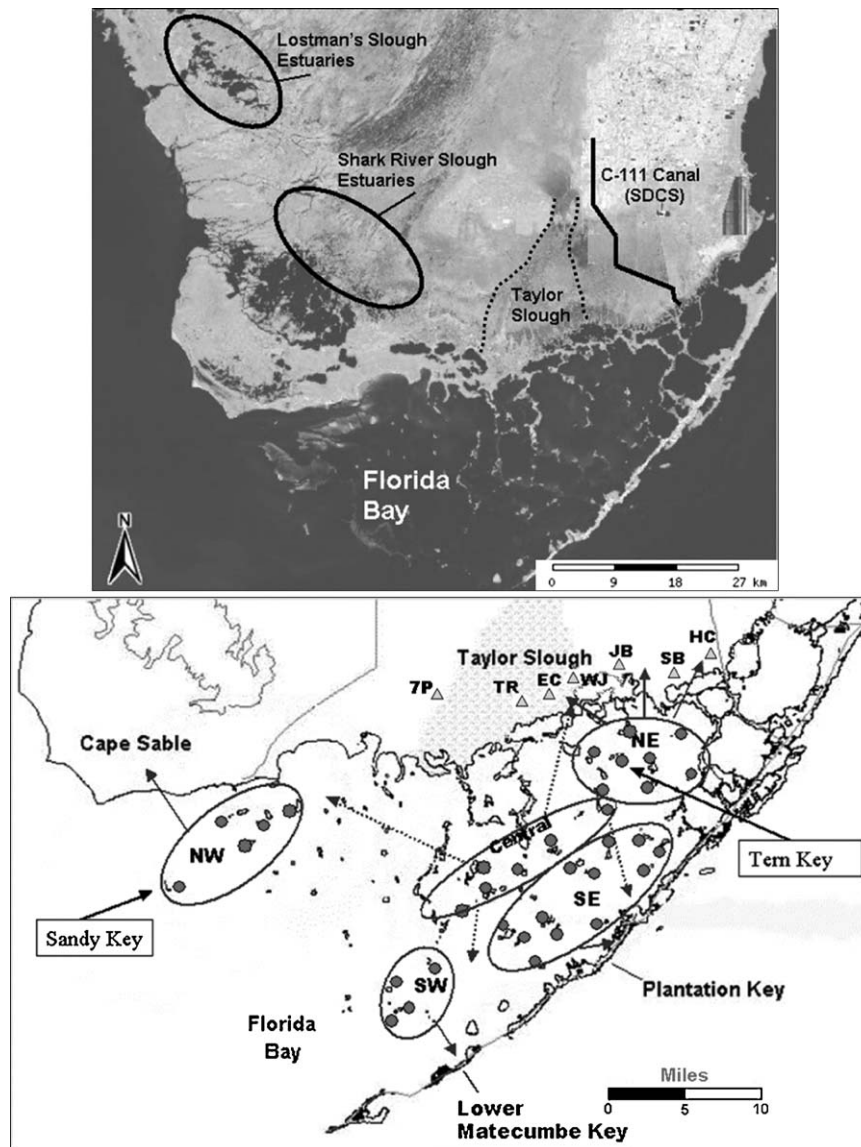 Lostman's Slough
Estuaries
Shark River Slough
Estuaries
C-111 Canal
(SDCS)
Taylor
Slough
Florida
Bay
N
0 9 18 27 km
HC
JB
SB
Taylor Slough
WJ
EC
TR
7P
Cape Sable
NE
Central
NW
Tern Key
SE
Sandy Key
SW
Plantation Key
Florida
Bay
Miles
0 5 10
Lower
Matecumbe Key